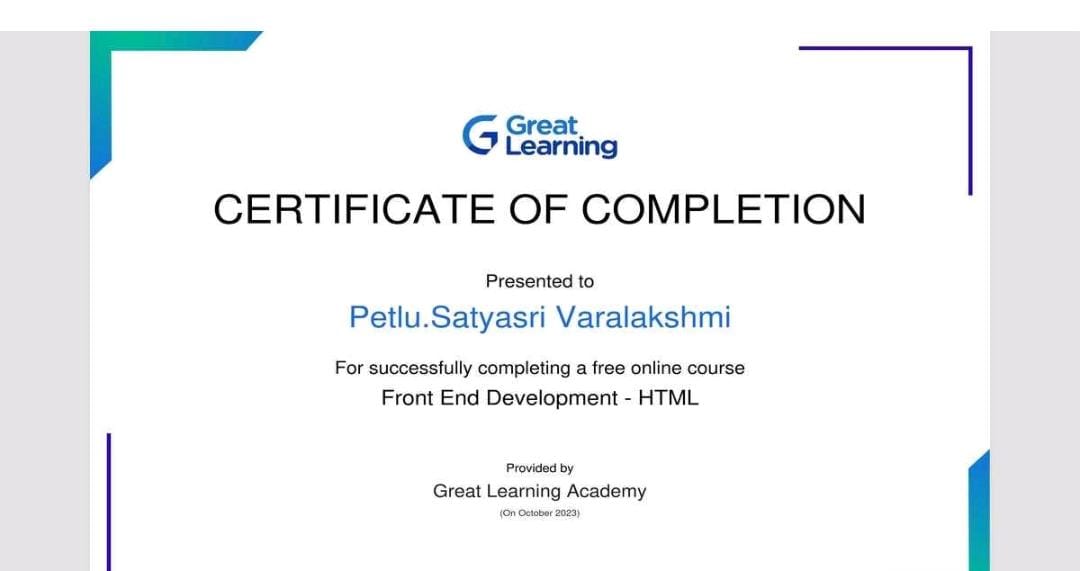 Great
Learning
CERTIFICATE OF COMPLETION
Presented to
Petlu.Satyasri Varalakshmi
For successfully completing a free online course
Front End Development - HTML
Provided by
Great Learning Academy
(On October 2023)